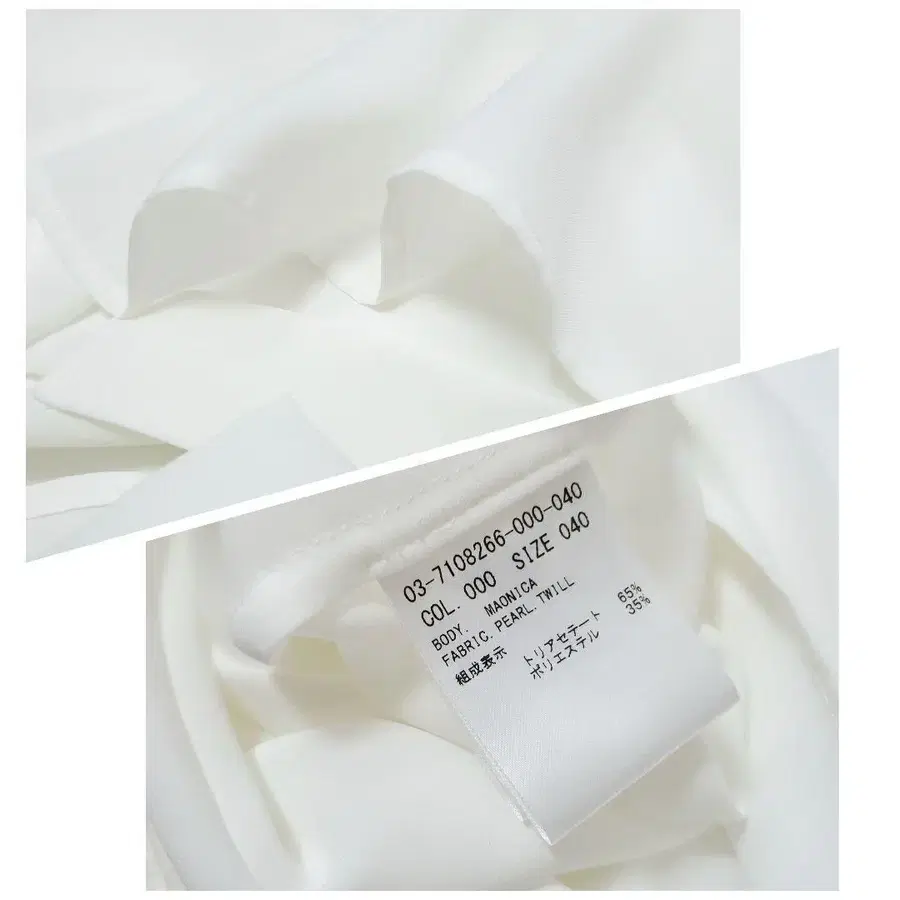 03-7108266-000-040
COL. 000 SIZE 040
BODY. MAONICA
FABRIC. PEARL. TWILL
組成表示 トリアセテート 65%
ポリエステル 35%